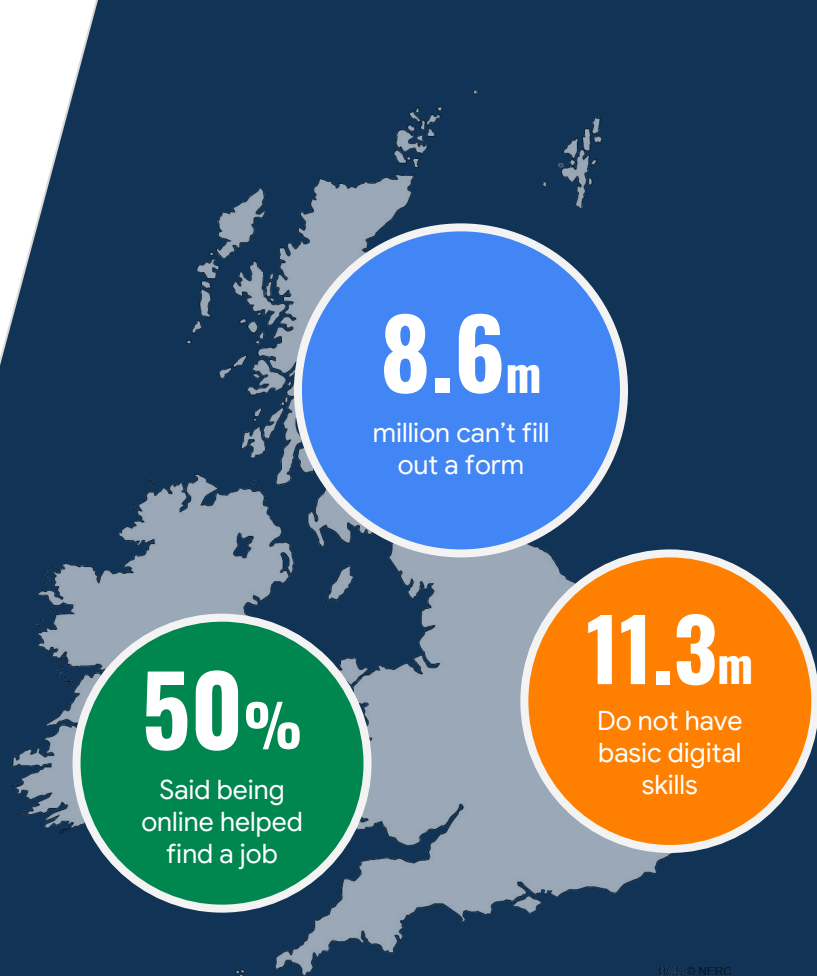 8.6m
million can't fill
out a form
11.3m
Do not have
basic digital
skills
50%
Said being
online helped
find a job
NERC